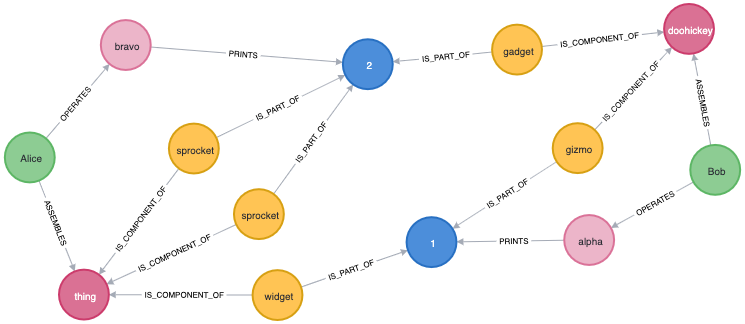 doohickey
bravo
PRINTS
2
IS_PART_OF
gadget
IS_COMPONENT_OF
OPERATES
IS_PART_OF
IS_COMPONENT_OF
ASSEMBLES
Alice
sprocket
IS_PART_OF
gizmo
Bob
ASSEMBLES
IS_COMPONENT_OF
sprocket
IS_PART_OF
OPERATES
IS_COMPONENT_OF
1
PRINTS
alpha
IS_PART_OF
thing
IS_COMPONENT_OF
widget